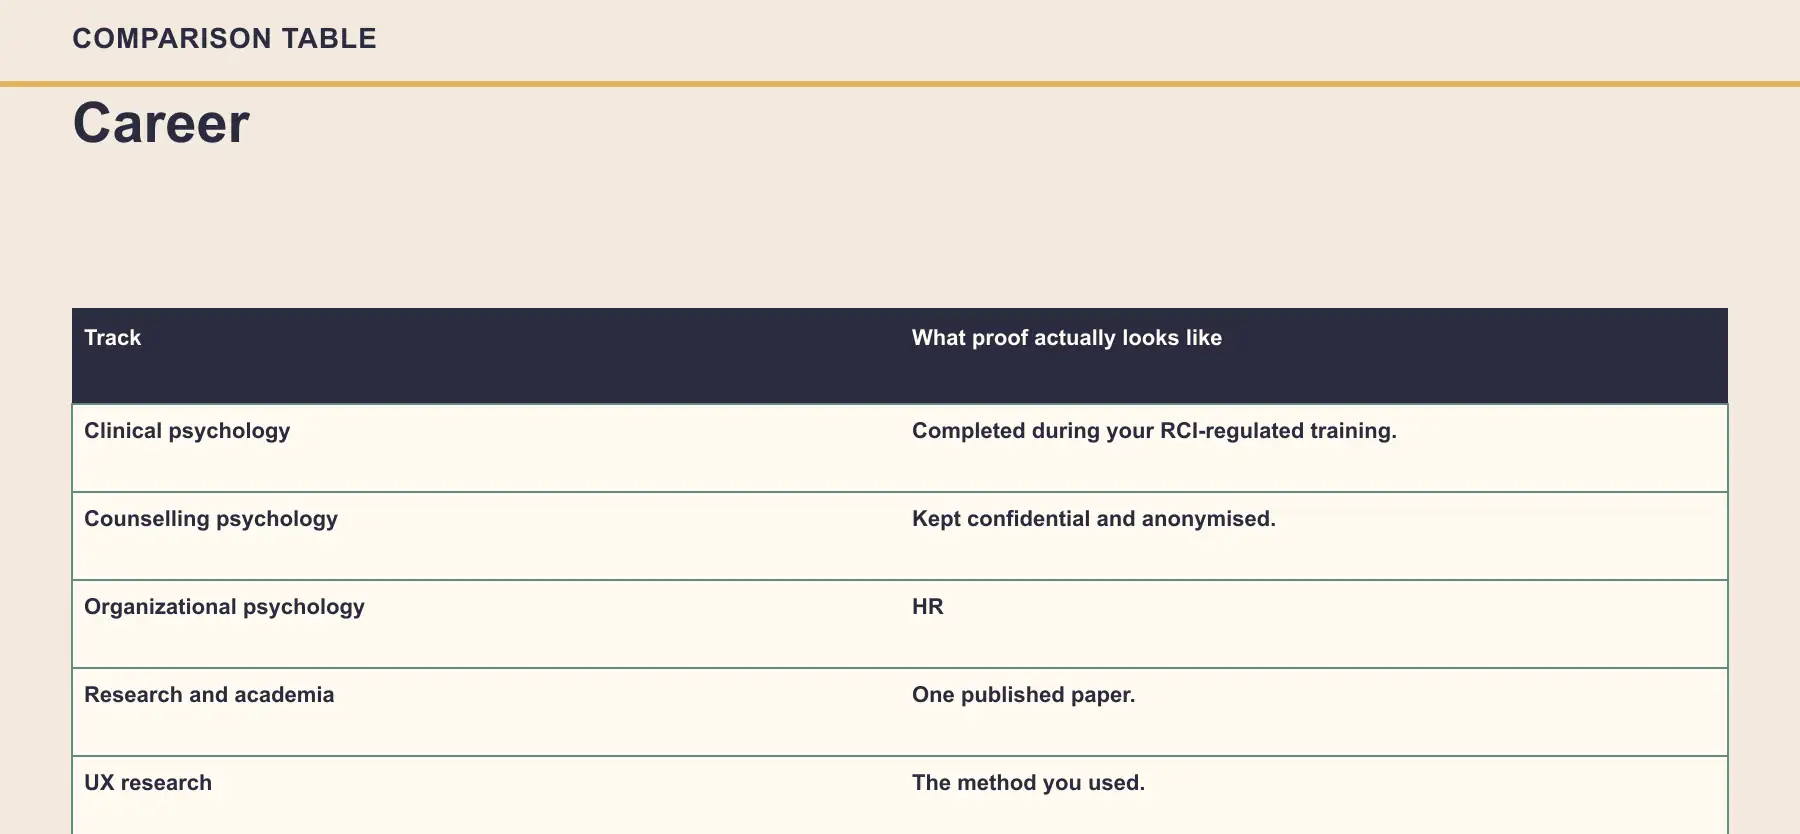 COMPARISON TABLE
Career
Track What proof actually looks like
Clinical psychology Completed during your RCI-regulated training.
Counselling psychology Kept confidential and anonymised.
Organizational psychology HR
Research and academia One published paper.
UX research The method you used.